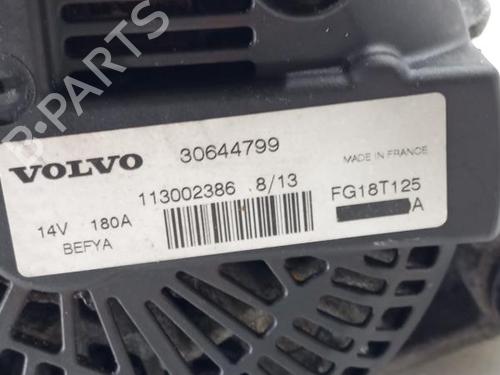 B-PARTS
VOLVO 30644799 MADE IN FRANCE
113002386 8/13 FG18T125
14V 180A A
BEFYA